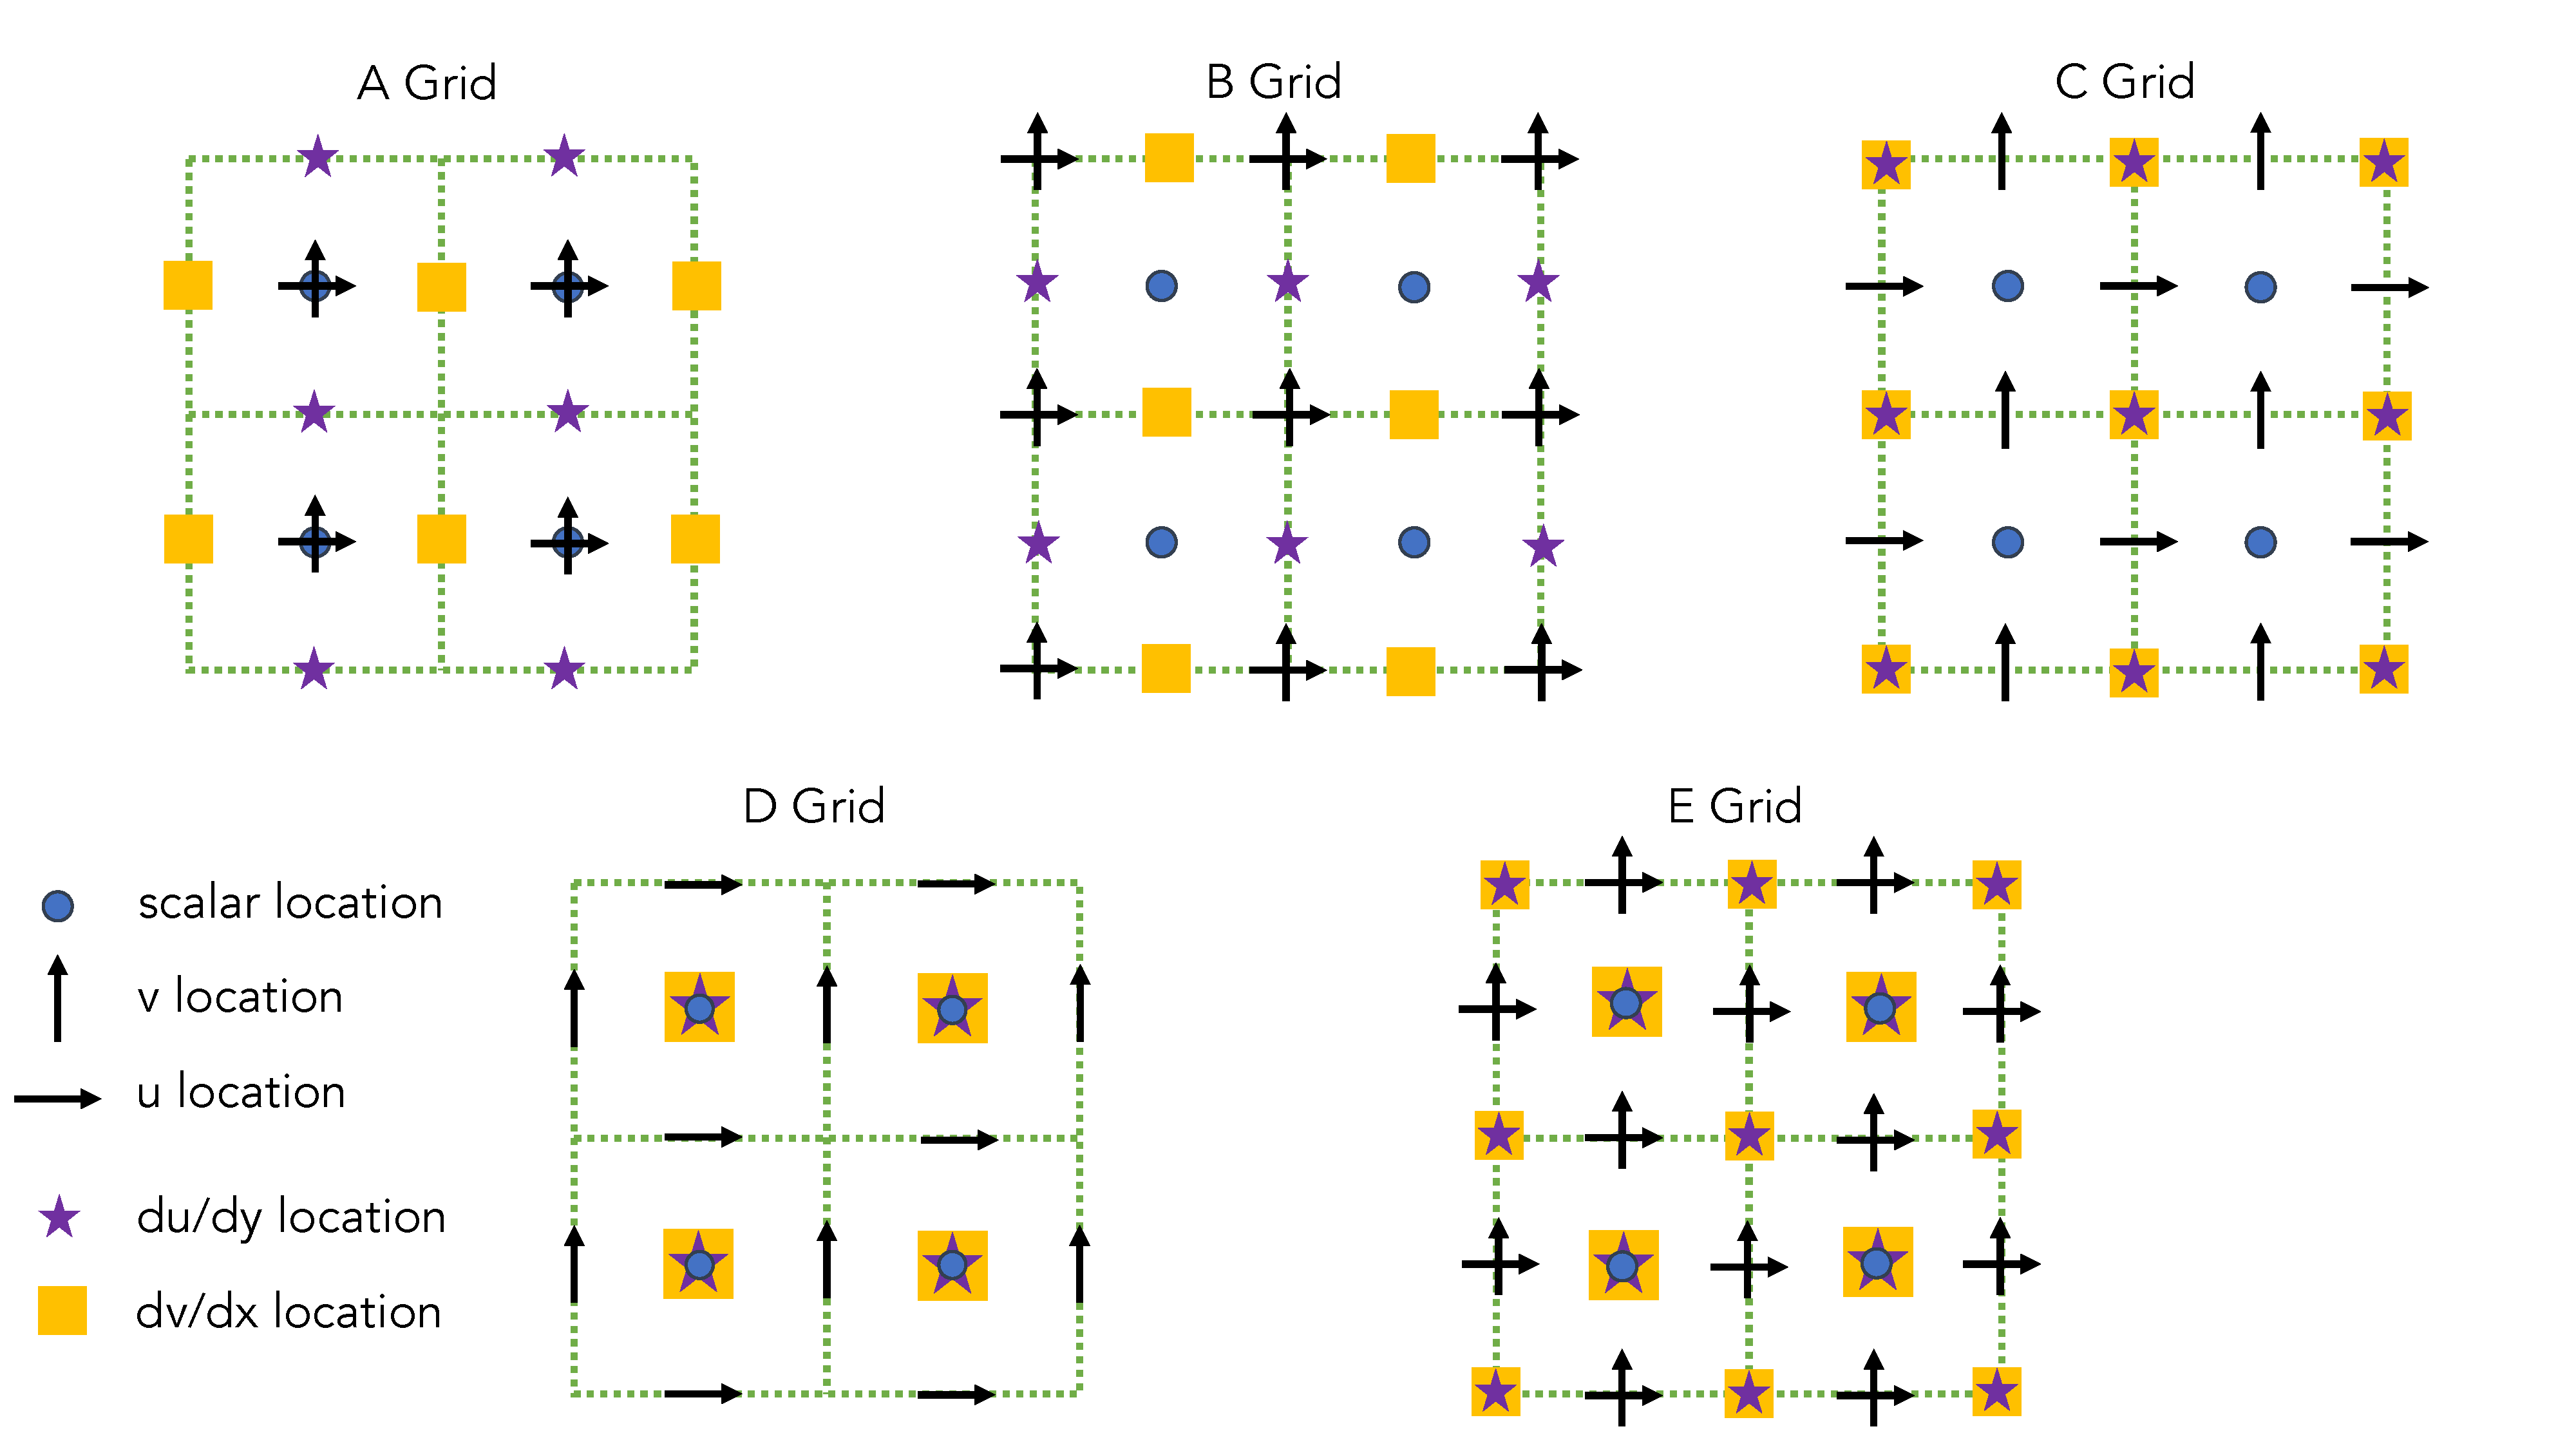 A Grid
B Grid
C Grid
D Grid
E Grid
scalar location
v location
u location
du/dy location
dv/dx location